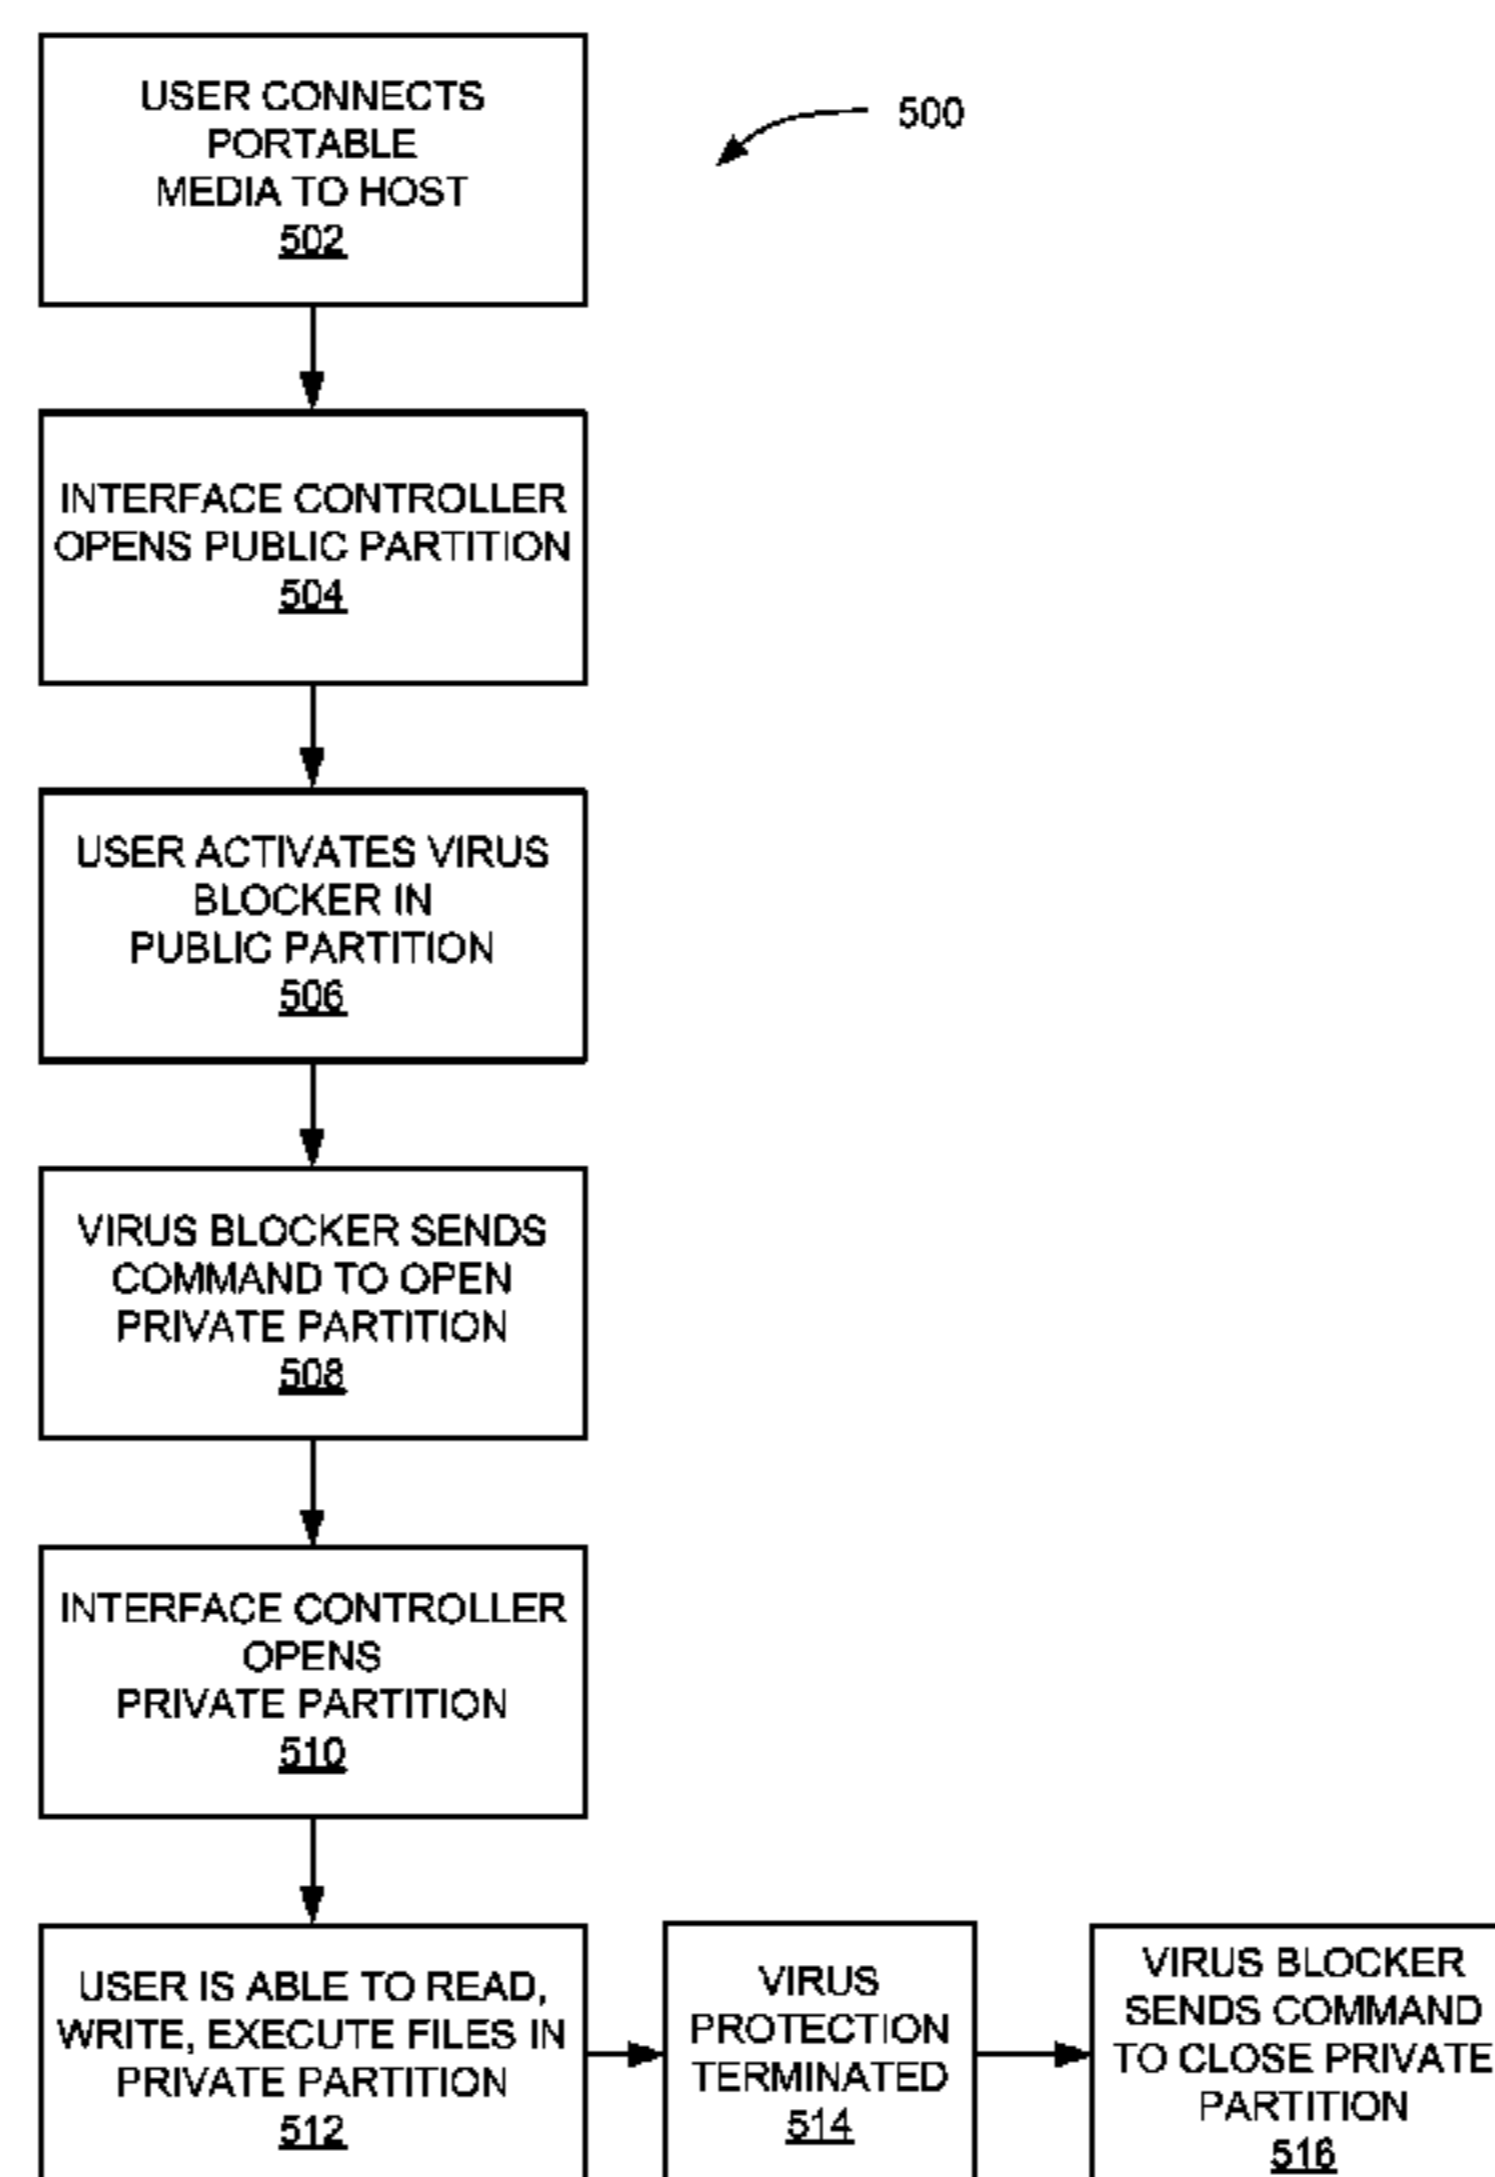 USER CONNECTS
PORTABLE
MEDIA TO HOST
502
500
INTERFACE CONTROLLER
OPENS PUBLIC PARTITION
504
USER ACTIVATES VIRUS
BLOCKER IN
PUBLIC PARTITION
506
VIRUS BLOCKER SENDS
COMMAND TO OPEN
PRIVATE PARTITION
508
INTERFACE CONTROLLER
OPENS
PRIVATE PARTITION
510
USER IS ABLE TO READ,
WRITE, EXECUTE FILES IN
PRIVATE PARTITION
512
VIRUS
PROTECTION
TERMINATED
514
VIRUS BLOCKER
SENDS COMMAND
TO CLOSE PRIVATE
PARTITION
516